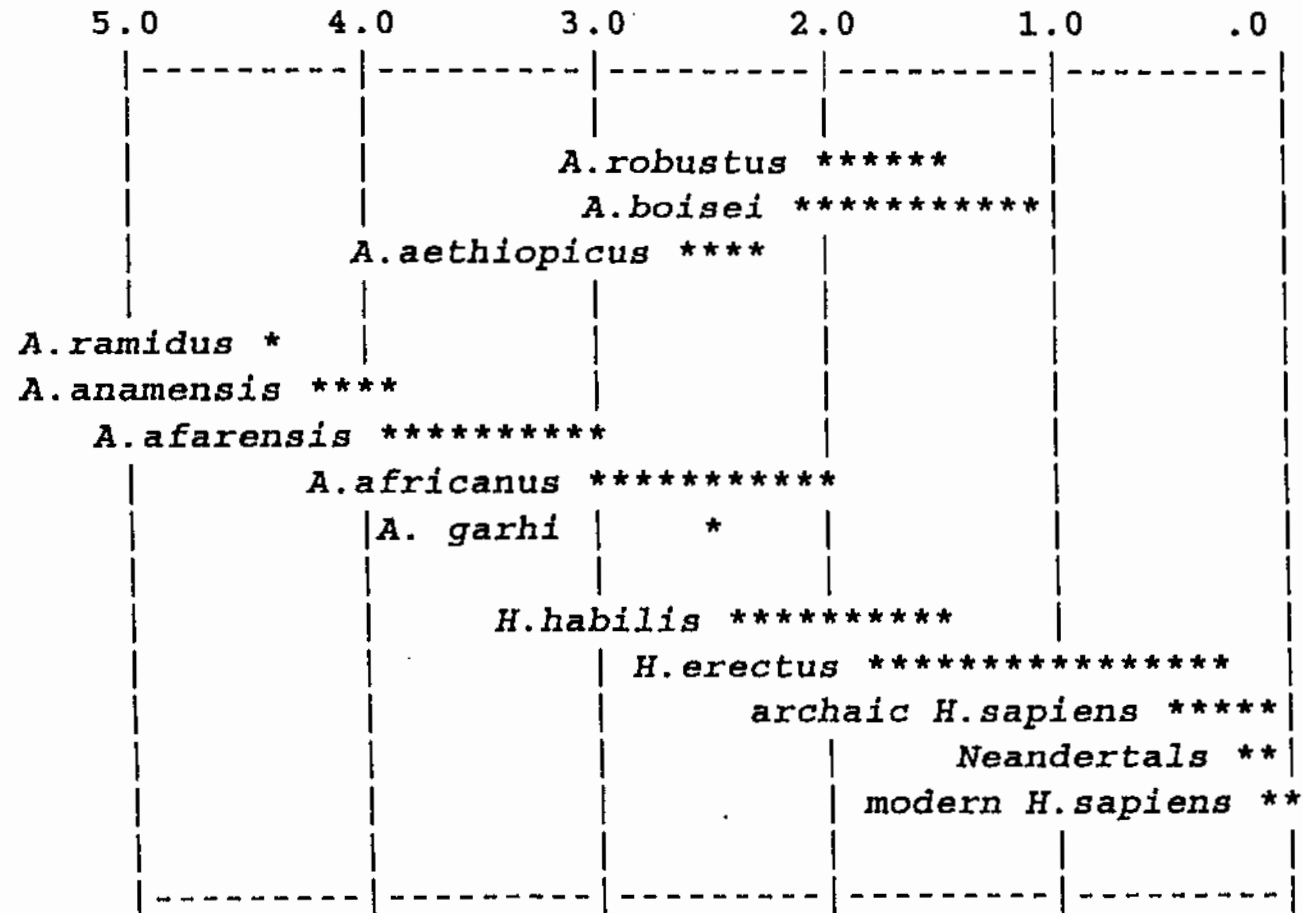 5.0 4.0 3.0 2.0 1.0 .0
A.robustus ******
A.boisei ***********
A.aethiopicus ****
A.ramidus *
A.anamensis ****
A.afarensis **********
A.africanus ***********
A. garhi *
H.habilis **********
H.erectus ****************
archaic H.sapiens *****
Neandertals **
modern H.sapiens **